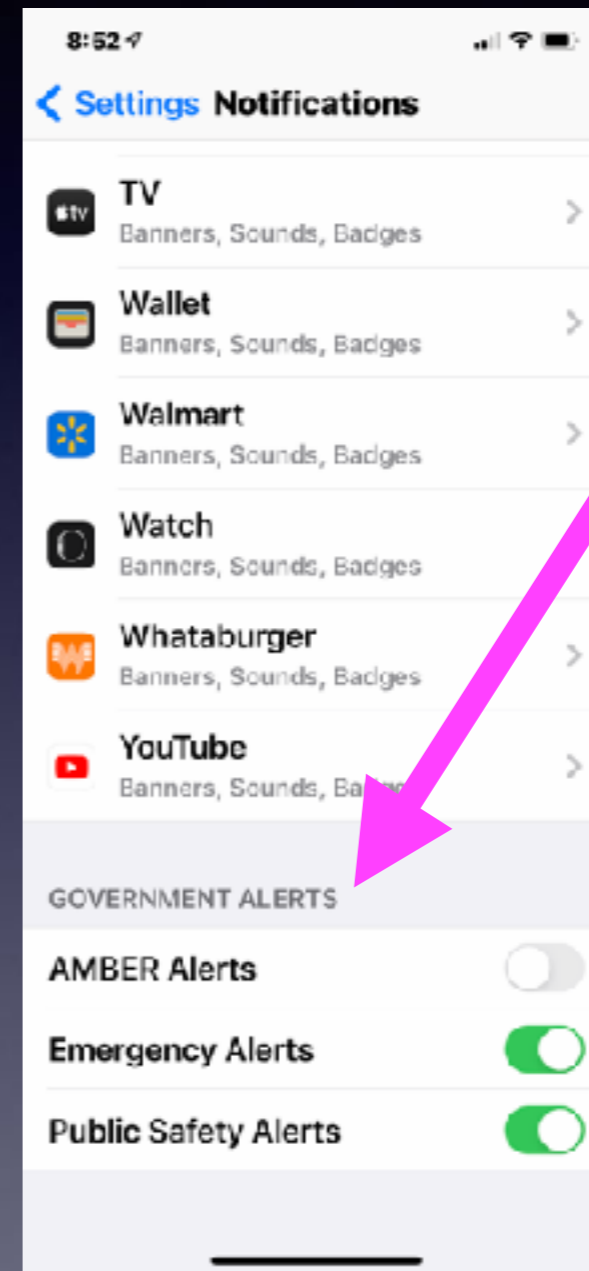 8:52
Settings Notifications
tv
TV
Banners, Sounds, Badges
Wallet
Banners, Sounds, Badges
Walmart
Banners, Sounds, Badges
Watch
Banners, Sounds, Badges
Whataburger
Banners, Sounds, Badges
YouTube
Banners, Sounds,
GOVERNMENT ALERTS
AMBER Alerts
Emergency Alerts
Public Safety Alerts